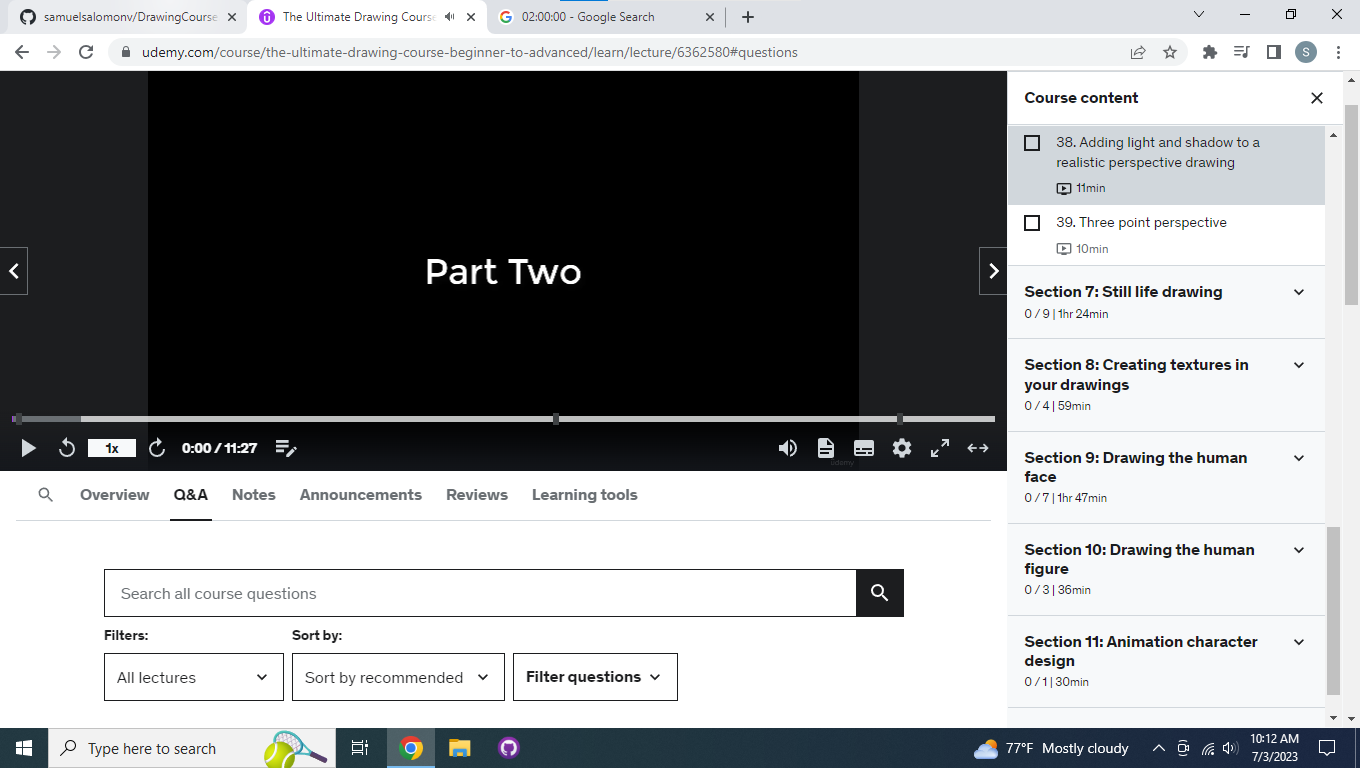 samuelsalomonv/DrawingCourse
The Ultimate Drawing Course
02:00:00 - Google Search
udemy.com/course/the-ultimate-drawing-course-beginner-to-advanced/learn/lecture/6362580#questions
S
Part Two
1x
0:00 / 11:27
Udemy
Overview
Q&A
Notes
Announcements
Reviews
Learning tools
Search all course questions
Filters:
Sort by:
All lectures
Sort by recommended
Filter questions
Course content
38. Adding light and shadow to a
realistic perspective drawing
11min
39. Three point perspective
10min
Section 7: Still life drawing
0 / 9 | 1hr 24min
Section 8: Creating textures in
your drawings
0 / 4 | 59min
Section 9: Drawing the human
face
0 / 7 | 1hr 47min
Section 10: Drawing the human
figure
0 / 3 | 36min
Section 11: Animation character
design
0 / 1 | 30min
Type here to search
77°F Mostly cloudy
10:12 AM
7/3/2023